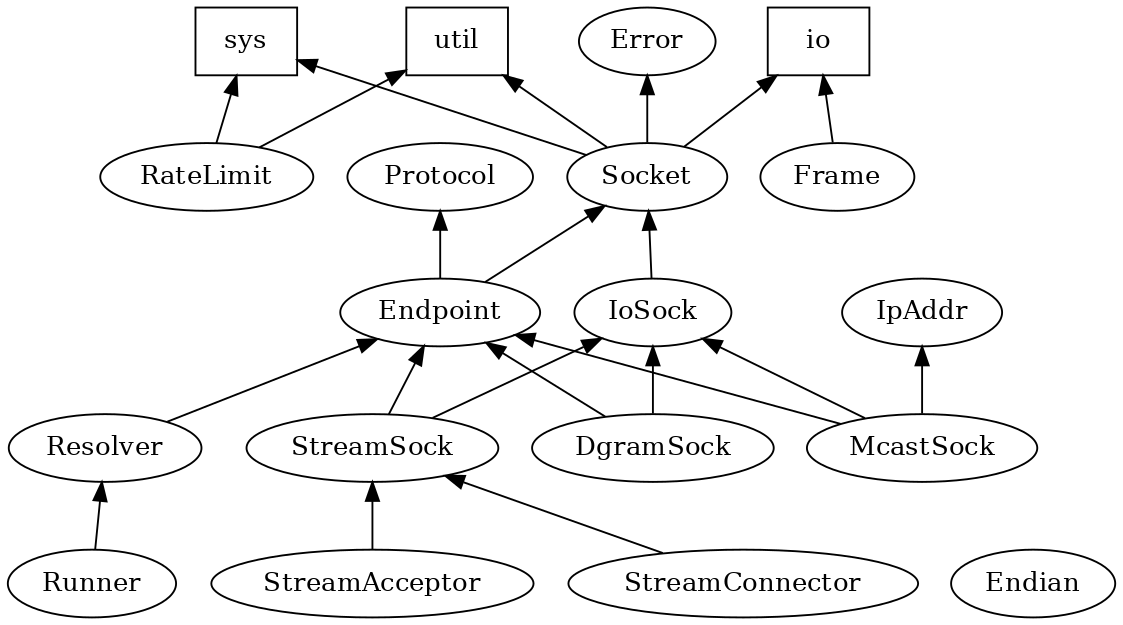 sys
util
Error
io
RateLimit
Protocol
Socket
Frame
Endpoint
IoSock
IpAddr
Resolver
StreamSock
DgramSock
McastSock
Runner
StreamAcceptor
StreamConnector
Endian